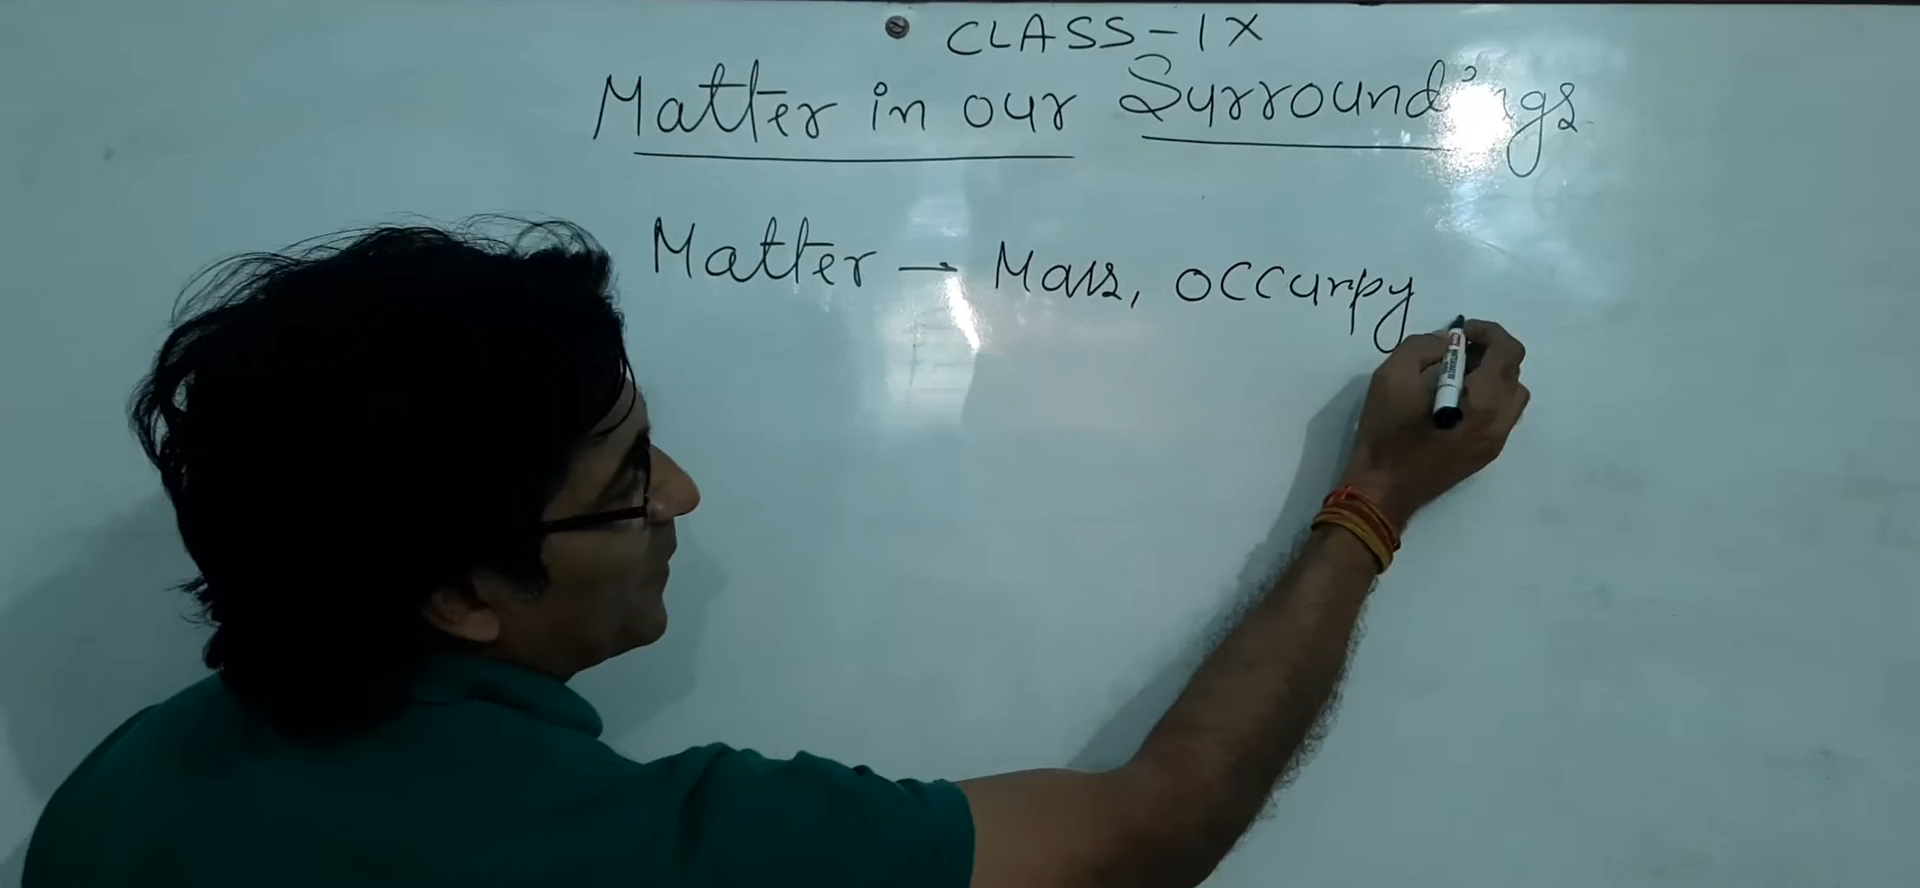 CLASS-IX
Matter in our Surroundings
Matter → Mass, occurpy